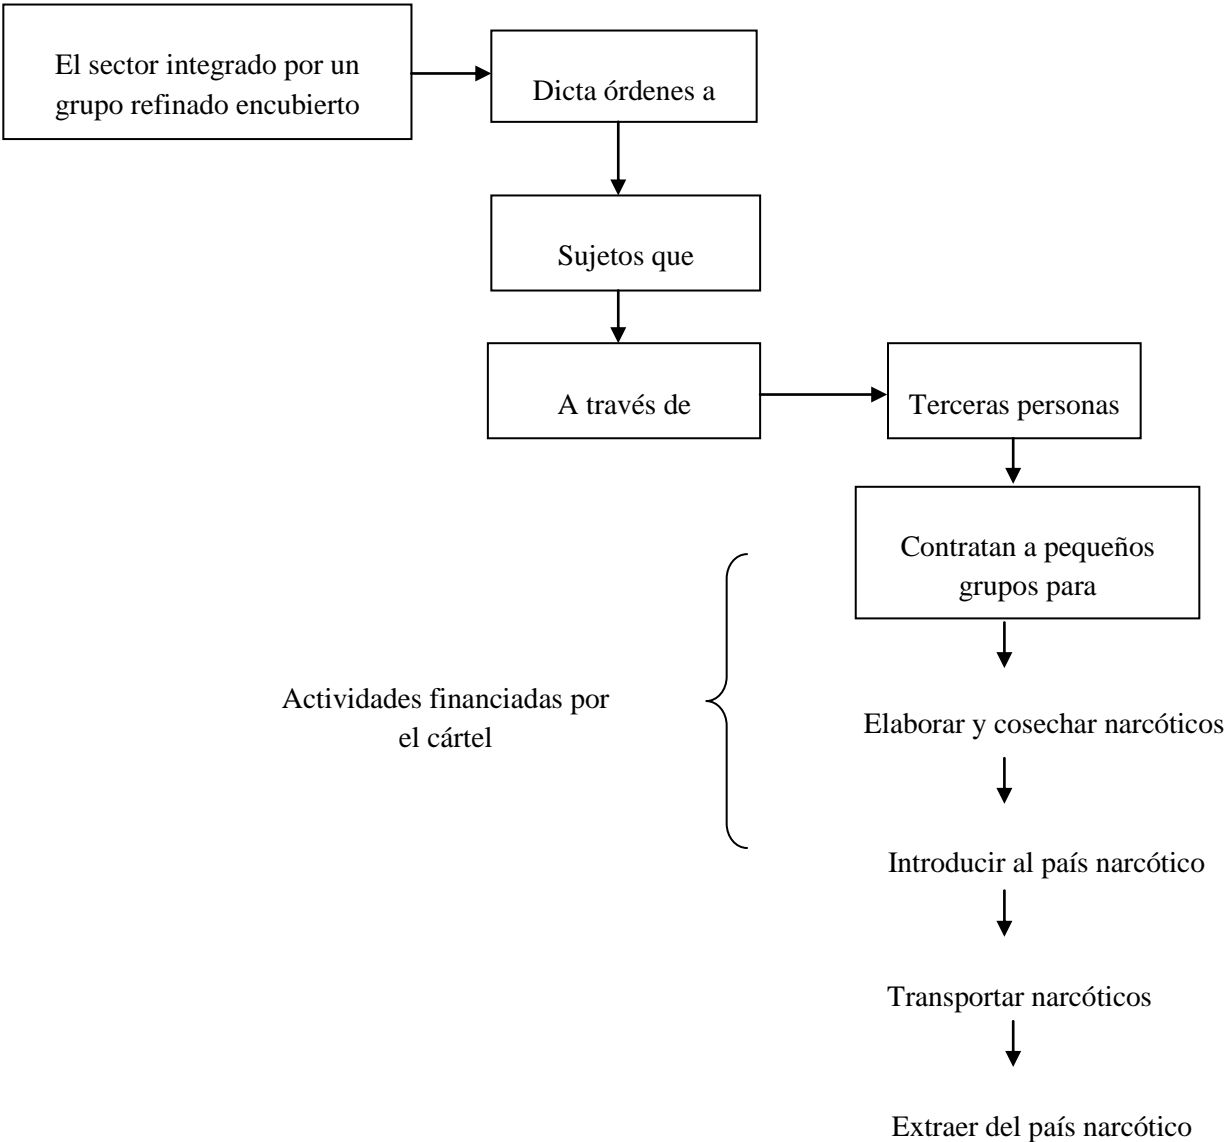 El sector integrado por un
grupo refinado encubierto
Dicta órdenes a
Sujetos que
A través de
Terceras personas
Contratan a pequeños
grupos para
Actividades financiadas por
el cártel
Elaborar y cosechar narcóticos
Introducir al país narcótico
Transportar narcóticos
Extraer del país narcótico